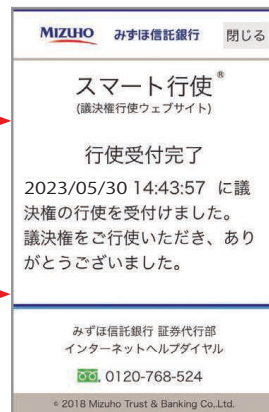 MIZUHO みずほ信託銀行 閉じる
スマート行使®
(議決権行使ウェブサイト)
行使受付完了
2023/05/30 14:43:57 に議
決権の行使を受付けました。
議決権をご行使いただき、あり
がとうございました。
みずほ信託銀行 証券代行部
インターネットヘルプダイヤル
0120-768-524
© 2018 Mizuho Trust & Banking Co.,Ltd.